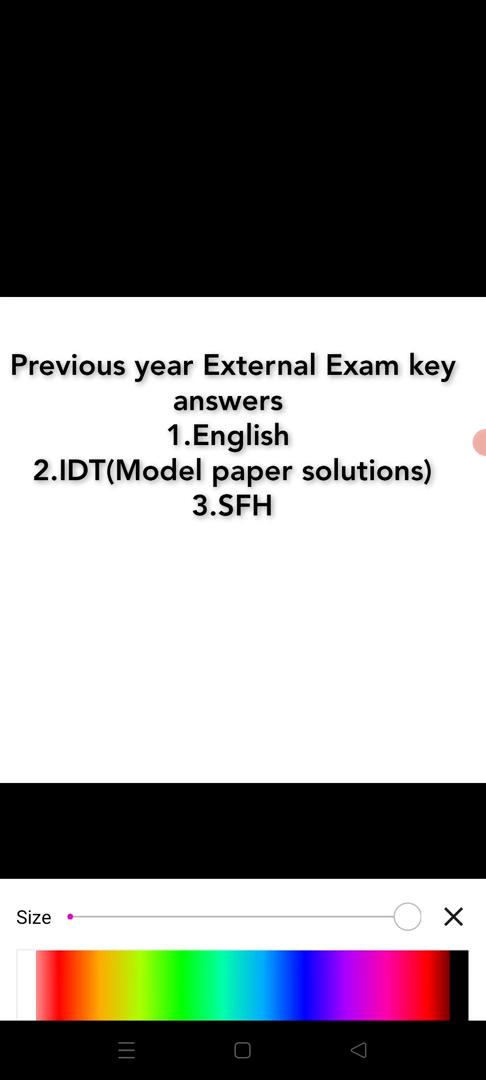 Previous year External Exam key
answers
1.English
2.IDT(Model paper solutions)
3.SFH
Size